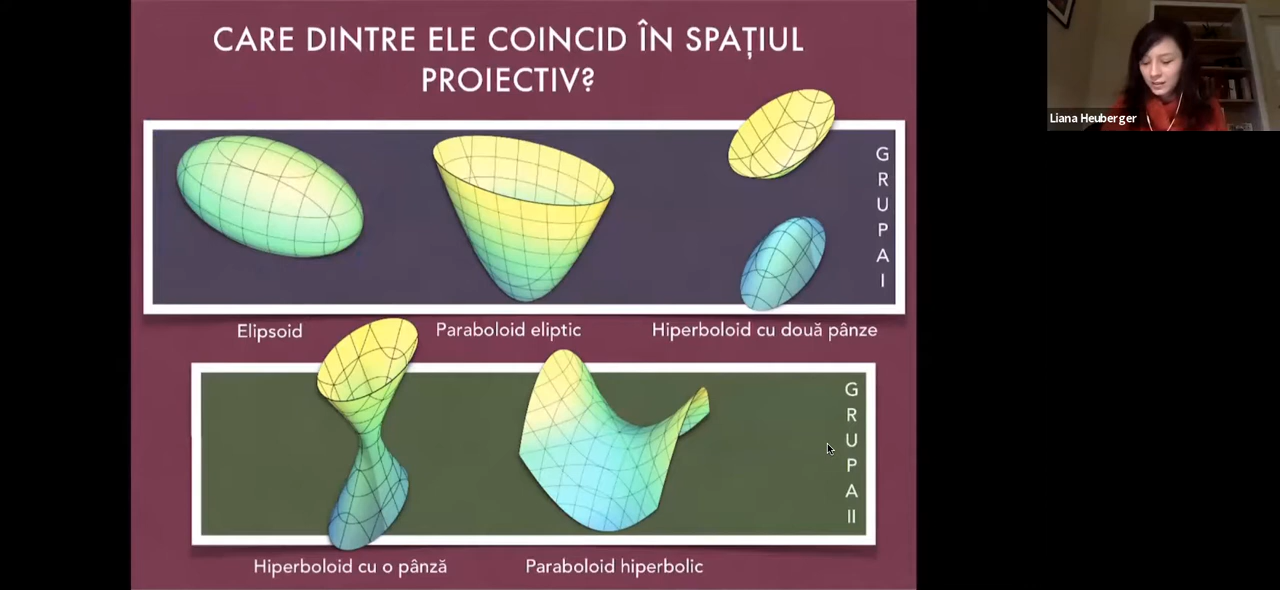 CARE DINTRE ELE COINCID ÎN SPAȚIUL
PROIECTIV?
Liana Heuberger
G
R
U
P
A
I
Elipsoid
Paraboloid eliptic
Hiperboloid cu două pânze
G
R
U
P
A
II
Hiperboloid cu o pânză
Paraboloid hiperbolic